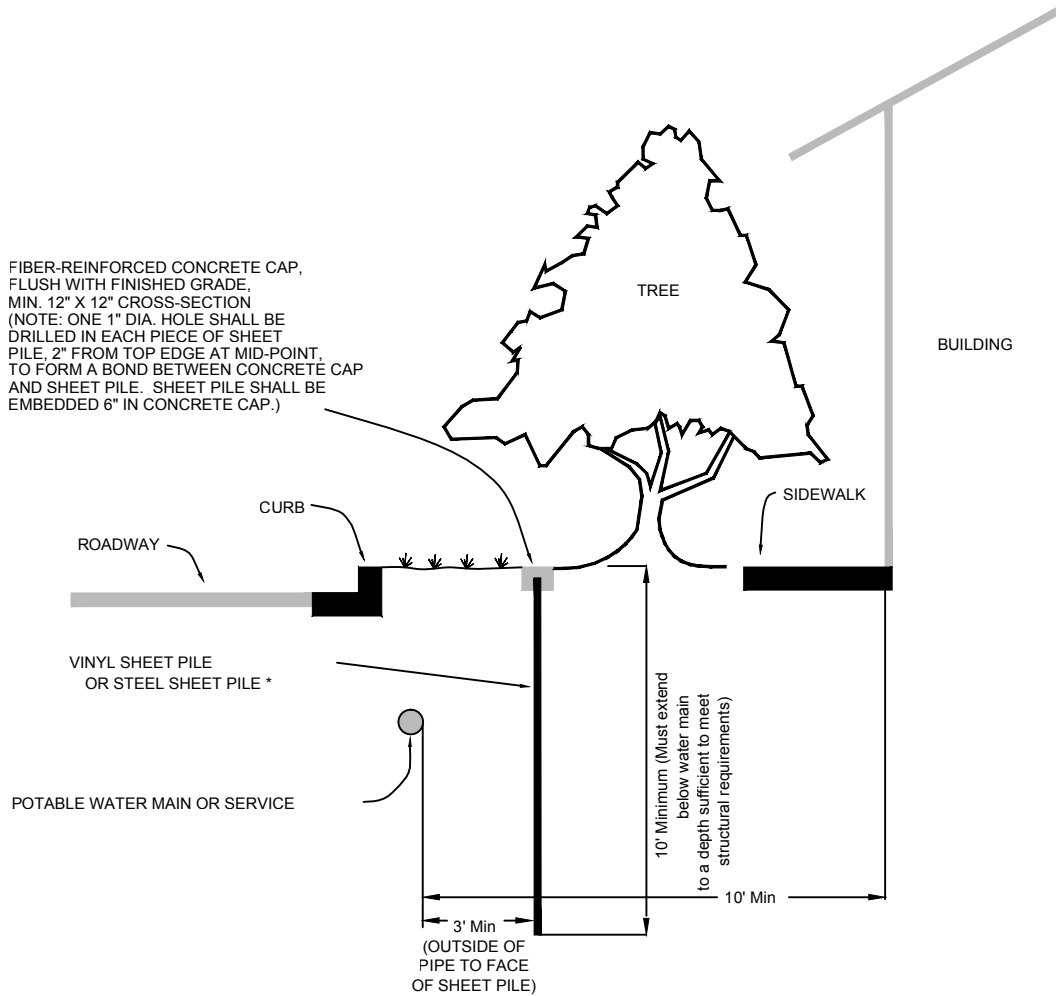 FIBER-REINFORCED CONCRETE CAP,
FLUSH WITH FINISHED GRADE,
MIN. 12" X 12" CROSS-SECTION
(NOTE: ONE 1" DIA. HOLE SHALL BE
DRILLED IN EACH PIECE OF SHEET
PILE, 2" FROM TOP EDGE AT MID-POINT,
TO FORM A BOND BETWEEN CONCRETE CAP
AND SHEET PILE. SHEET PILE SHALL BE
EMBEDDED 6" IN CONCRETE CAP.)
TREE
BUILDING
SIDEWALK
CURB
ROADWAY
VINYL SHEET PILE
OR STEEL SHEET PILE *
POTABLE WATER MAIN OR SERVICE
10' Minimum (Must extend
below water main
to a depth sufficient to meet
structural requirements)
10' Min
3' Min
(OUTSIDE OF
PIPE TO FACE
OF SHEET PILE)